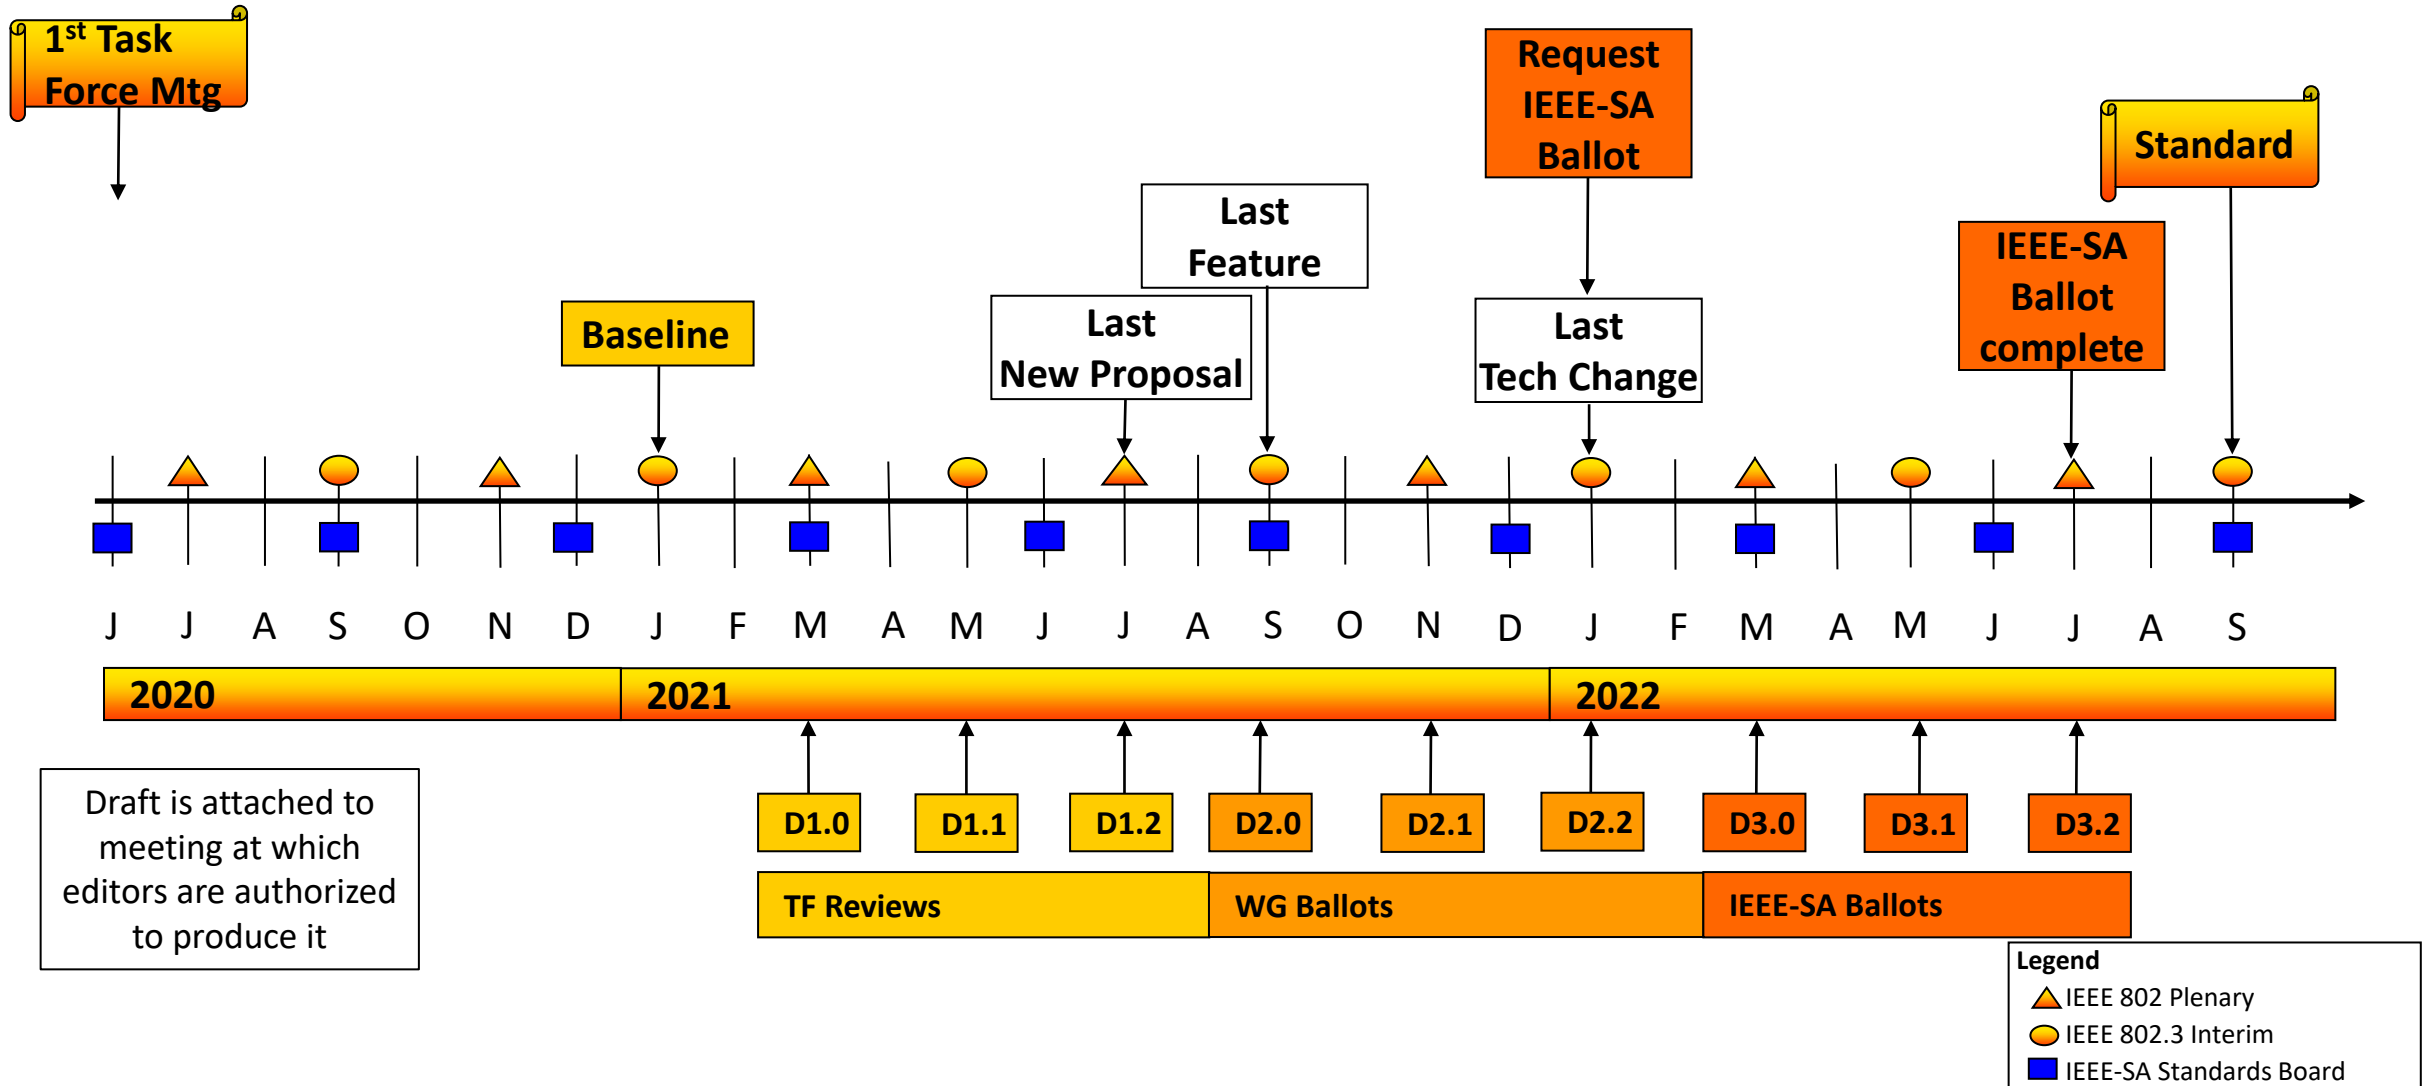 1st Task
Force Mtg
Request
IEEE-SA
Ballot
Standard
Last
Feature
IEEE-SA
Ballot
complete
Baseline
Last
New Proposal
Last
Tech Change
J J A S O N D J F M A M J J A S O N D J F M A M J J A S
2020 2021 2022
D1.0 D1.1 D1.2 D2.0 D2.1 D2.2 D3.0 D3.1 D3.2
TF Reviews WG Ballots IEEE-SA Ballots
Draft is attached to
meeting at which
editors are authorized
to produce it
Legend
IEEE 802 Plenary
IEEE 802.3 Interim
IEEE-SA Standards Board